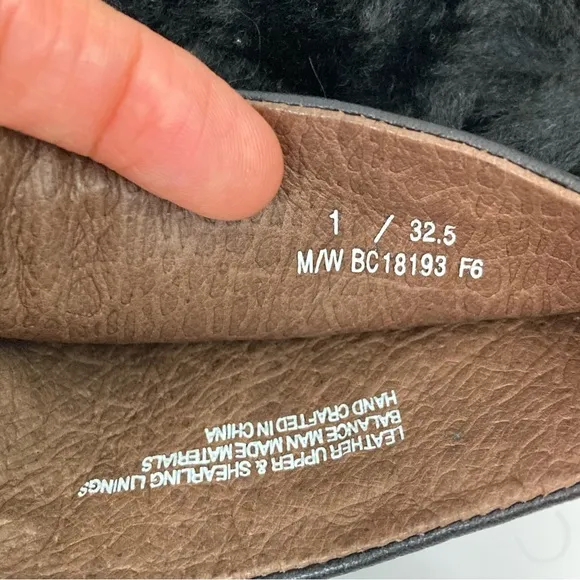 1 / 32.5
M/W BC18193 F6
LEATHER UPPER & SHEARLING LININGS
BALANCE MAN MADE MATERIALS
HAND CRAFTED IN CHINA